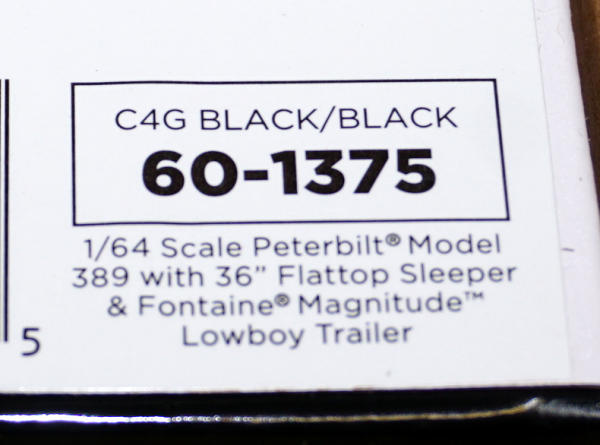 C4G BLACK/BLACK
60-1375
1/64 Scale Peterbilt® Model
389 with 36” Flattop Sleeper
& Fontaine® Magnitude™
Lowboy Trailer
5